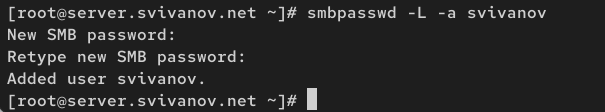 [root@server.svivanov.net ~]# smbpasswd -L -a svivanov
New SMB password:
Retype new SMB password:
Added user svivanov.
[root@server.svivanov.net ~]#